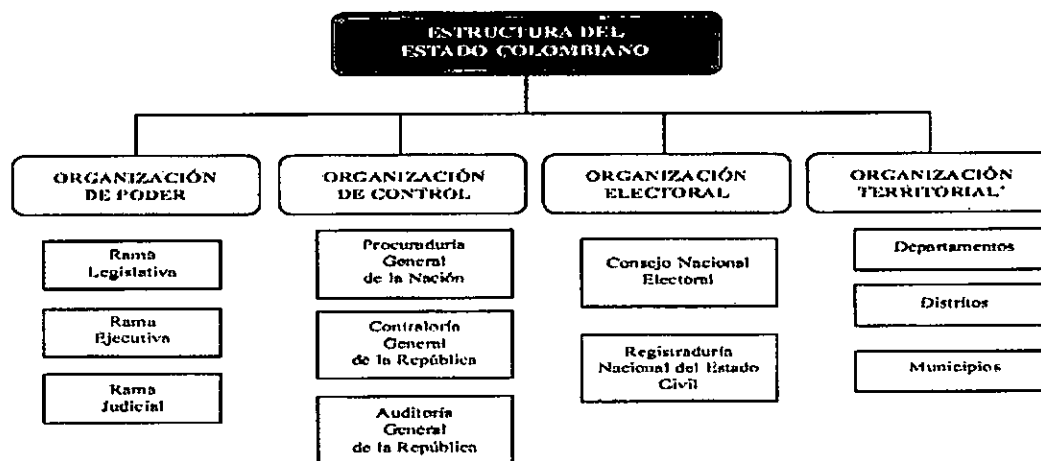 ESTRUCTURA DEL
ESTADO COLOMBIANO
ORGANIZACIÓN
DE PODER
Rama
Legislativa
Rama
Ejecutiva
Rama
Judicial
ORGANIZACIÓN
DE CONTROL
Procuraduría
General
de la Nación
Contraloría
General
de la República
Auditoría
General
de la República
ORGANIZACIÓN
ELECTORAL
Consejo Nacional
Electoral
Registraduría
Nacional del Estado
Civil
ORGANIZACIÓN
TERRITORIAL*
Departamentos
Distritos
Municipios